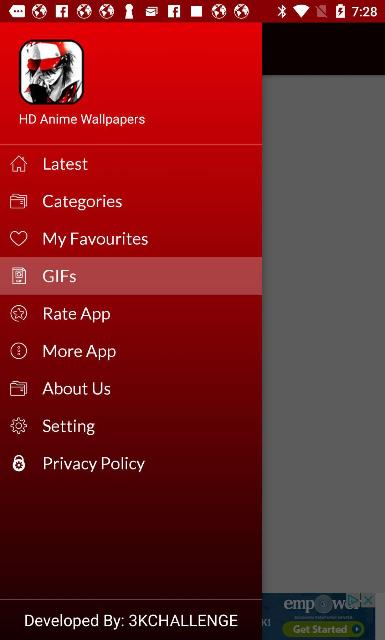 7:28
HD Anime Wallpapers
Latest
Categories
My Favourites
GIFs
Rate App
More App
About Us
Setting
Privacy Policy
empower
Get Started
Developed By: 3KCHALLENGE